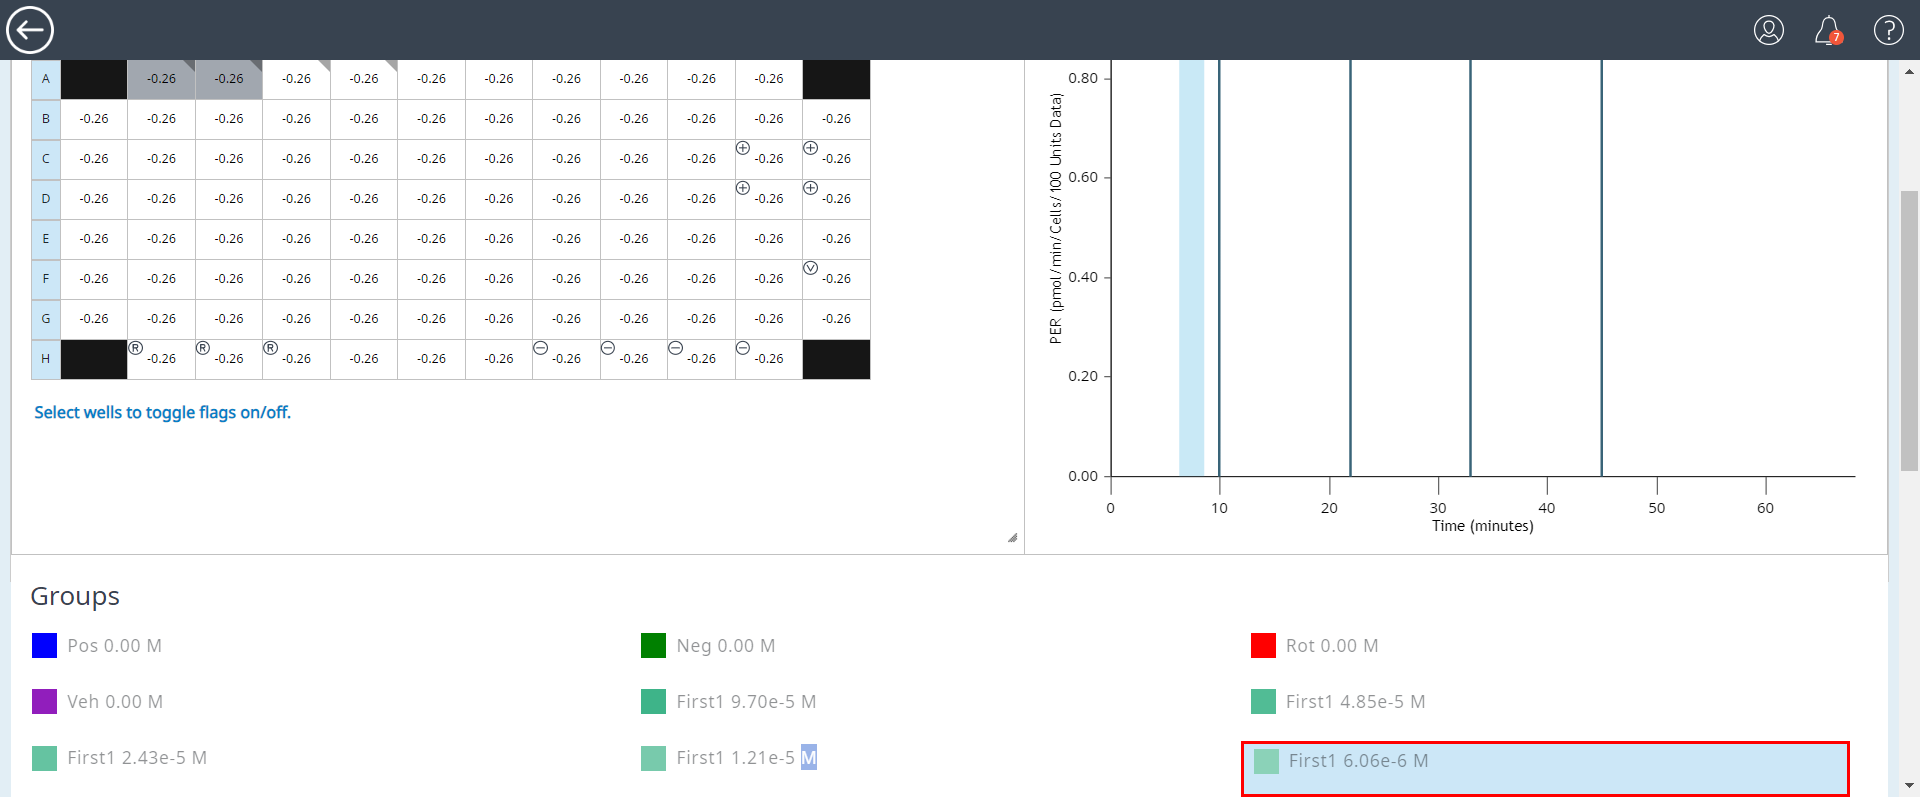 7
?
A -0.26 -0.26 -0.26 -0.26 -0.26 -0.26 -0.26 -0.26 -0.26 -0.26
B -0.26 -0.26 -0.26 -0.26 -0.26 -0.26 -0.26 -0.26 -0.26 -0.26 -0.26 -0.26
C -0.26 -0.26 -0.26 -0.26 -0.26 -0.26 -0.26 -0.26 -0.26 -0.26 -0.26 -0.26
D -0.26 -0.26 -0.26 -0.26 -0.26 -0.26 -0.26 -0.26 -0.26 -0.26 -0.26 -0.26
E -0.26 -0.26 -0.26 -0.26 -0.26 -0.26 -0.26 -0.26 -0.26 -0.26 -0.26 -0.26
F -0.26 -0.26 -0.26 -0.26 -0.26 -0.26 -0.26 -0.26 -0.26 -0.26 -0.26 V -0.26
G -0.26 -0.26 -0.26 -0.26 -0.26 -0.26 -0.26 -0.26 -0.26 -0.26 -0.26 -0.26
H R -0.26 R -0.26 R -0.26 -0.26 -0.26 -0.26 -0.26 -0.26 -0.26 -0.26
Select wells to toggle flags on/off.
PER (pmol/min/Cells/100 Units Data)
0.80
0.60
0.40
0.20
0.00
0 10 20 30 40 50 60
Time (minutes)
Groups
Pos 0.00 M
Neg 0.00 M
Rot 0.00 M
Veh 0.00 M
First1 9.70e-5 M
First1 4.85e-5 M
First1 2.43e-5 M
First1 1.21e-5 M
First1 6.06e-6 M